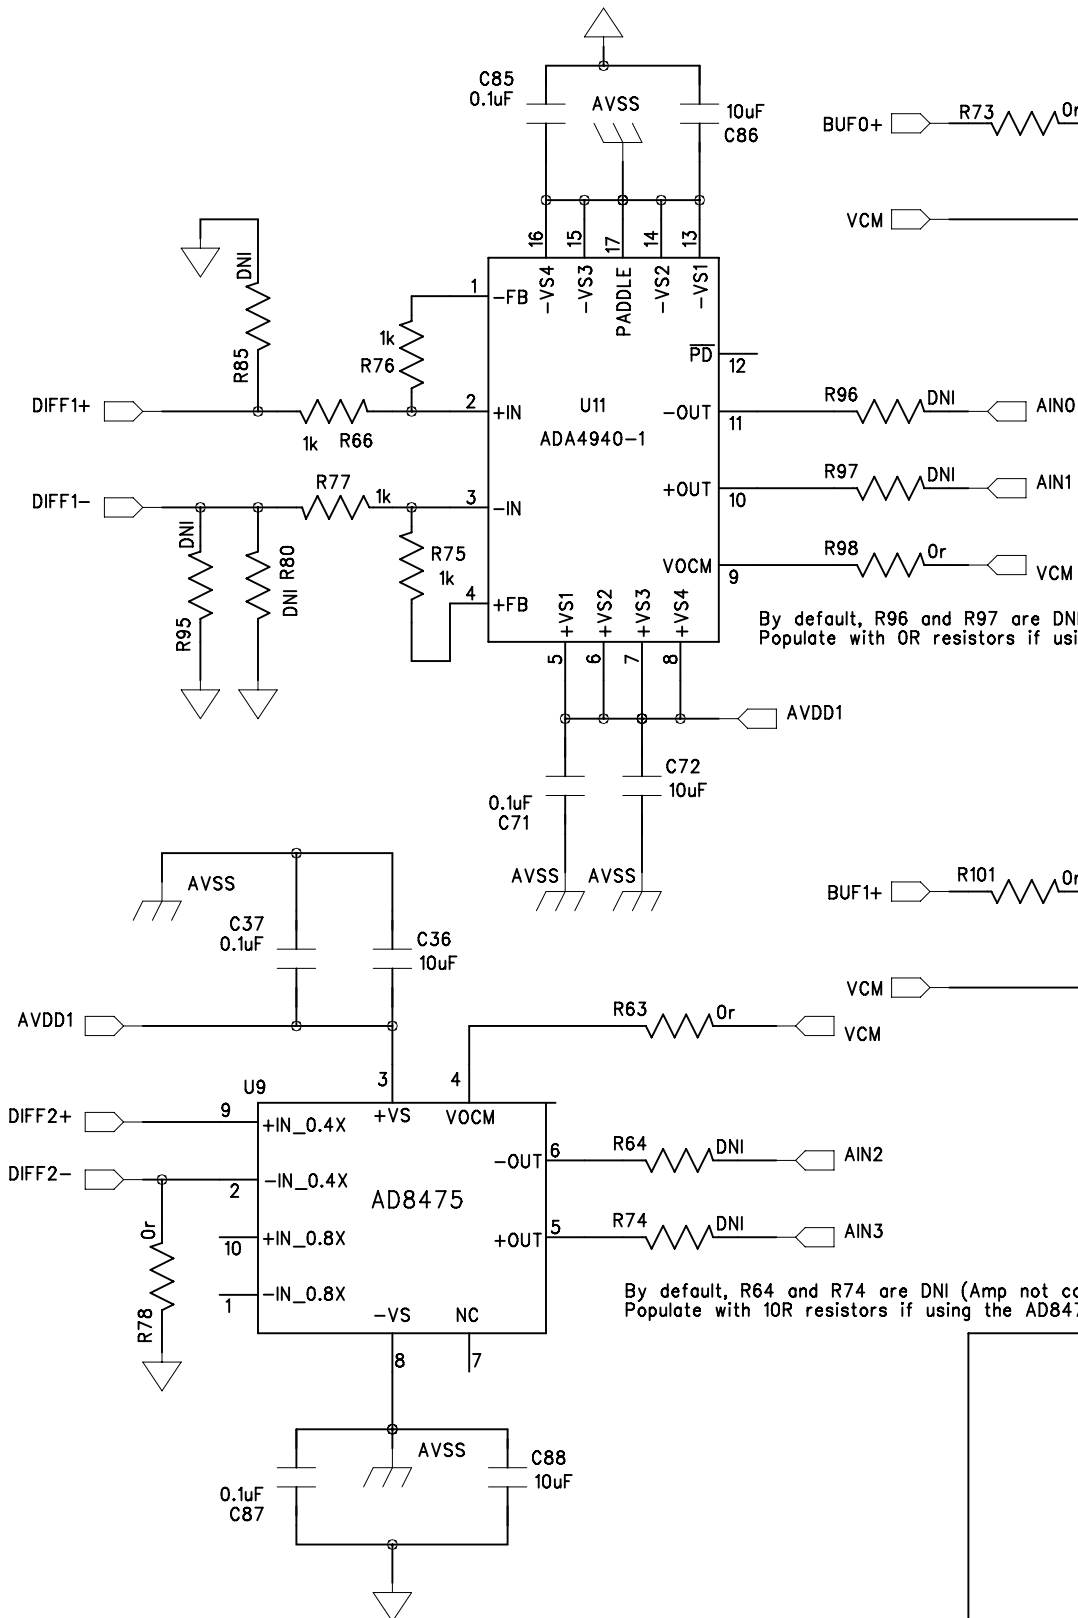 C85
0.1uF
AVSS
10uF
C86
BUF0+
R73
0r
VCM
16
15
17
14
13
-VS4
-VS3
PADDLE
-VS2
-VS1
DNI
R85
1
-FB
1k
R76
PD
12
DIFF1+
2
+IN
U11
ADA4940-1
-OUT
11
R96
DNI
AIN0
1k
R66
DIFF1-
R77
1k
3
-IN
+OUT
10
R97
DNI
AIN1
DNI
R95
DNI R80
R75
1k
4
+FB
VOCM
9
R98
0r
VCM
+VS1
+VS2
+VS3
+VS4
5
6
7
8
By default, R96 and R97 are DNI
Populate with 0R resistors if usi
AVDD1
C72
10uF
0.1uF
C71
AVSS
AVSS
AVSS
C37
0.1uF
C36
10uF
BUF1+
R101
0r
VCM
AVDD1
R63
0r
VCM
U9
3
4
+VS
VOCM
DIFF2+
9
+IN_0.4X
DIFF2-
2
-IN_0.4X
-OUT
6
R64
DNI
AIN2
AD8475
10
+IN_0.8X
+OUT
5
R74
DNI
AIN3
1
-IN_0.8X
0r
R78
-VS
NC
8
7
By default, R64 and R74 are DNI (Amp not co
Populate with 10R resistors if using the AD847
AVSS
0.1uF
C87
C88
10uF